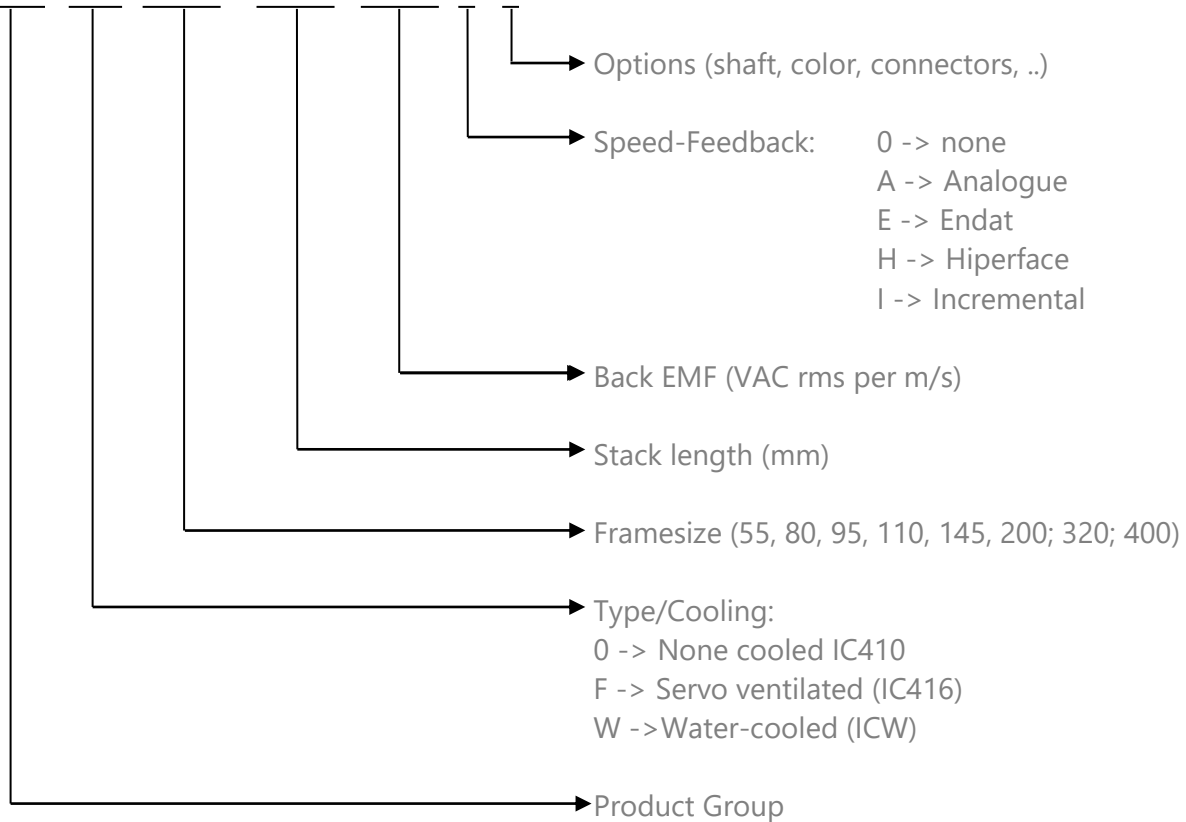 Options (shaft, color, connectors, ..)
Speed-Feedback: 0 -> none
A -> Analogue
E -> Endat
H -> Hiperface
I -> Incremental
Back EMF (VAC rms per m/s)
Stack length (mm)
Framesize (55, 80, 95, 110, 145, 200; 320; 400)
Type/Cooling:
0 -> None cooled IC410
F -> Servo ventilated (IC416)
W ->Water-cooled (ICW)
Product Group